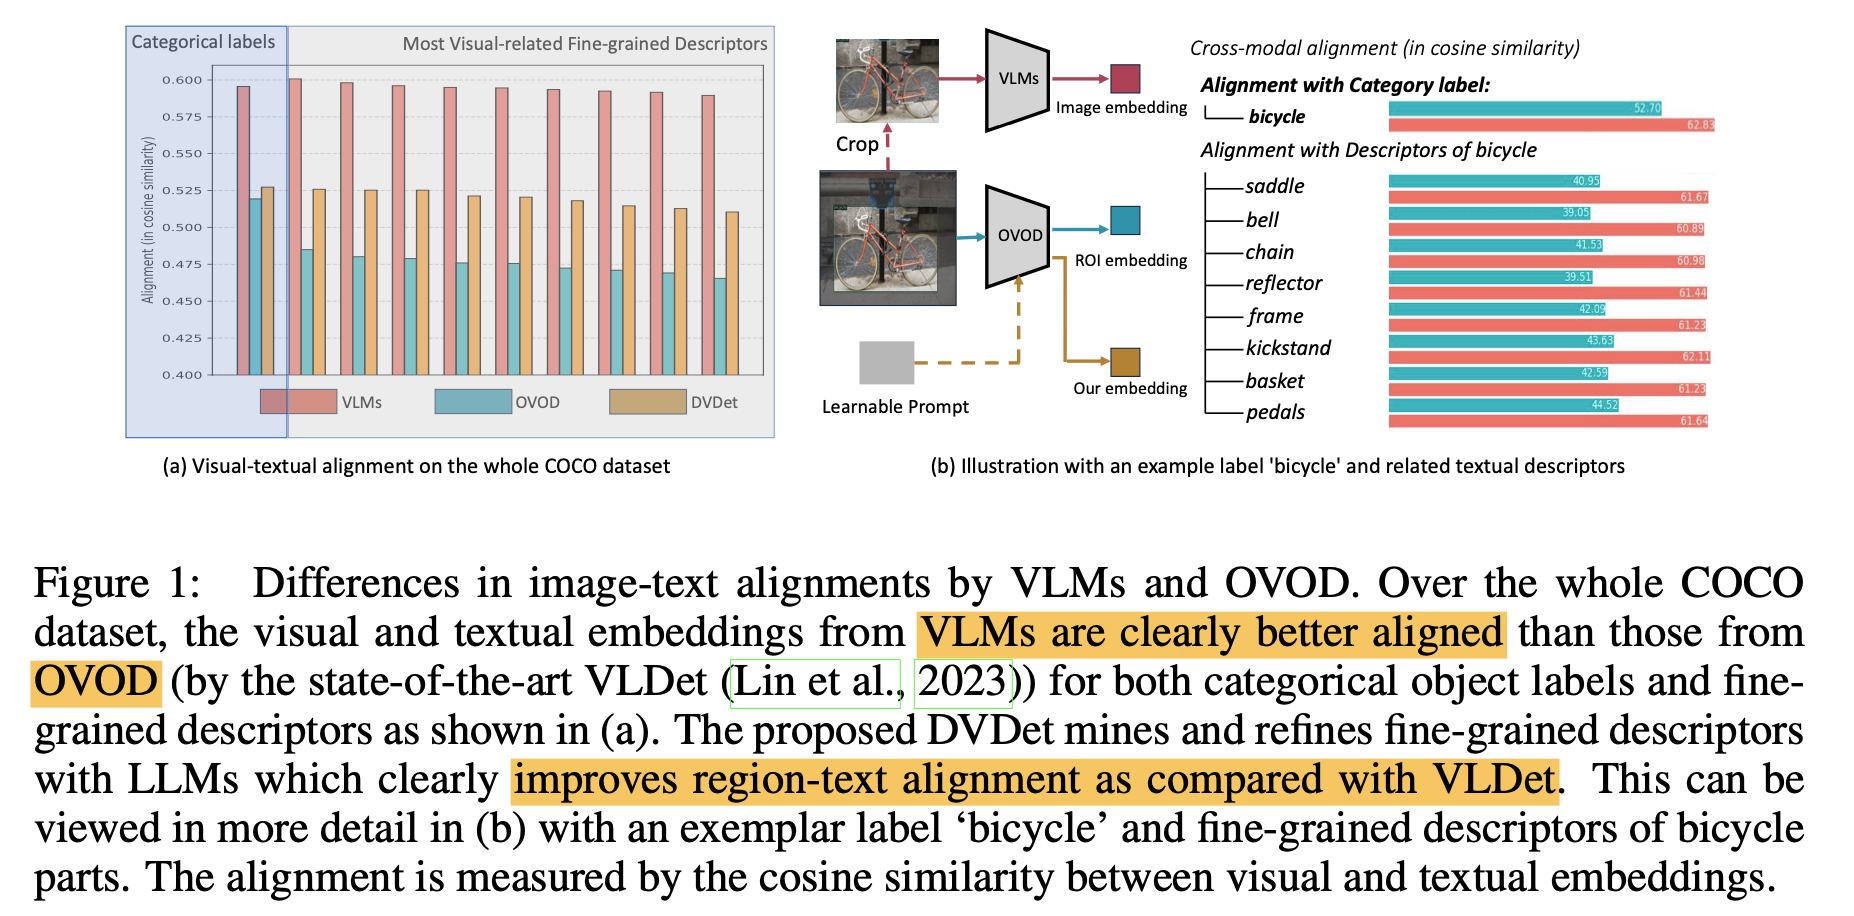 Categorical labels
Most Visual-related Fine-grained Descriptors
Alignment (in cosine similarity)
0.600
0.575
0.550
0.525
0.500
0.475
0.450
0.425
0.400
VLMs
OVOD
DVDet
(a) Visual-textual alignment on the whole COCO dataset
VLMs
Image embedding
Crop
OVOD
ROI embedding
Our embedding
Learnable Prompt
Cross-modal alignment (in cosine similarity)
Alignment with Category label:
bicycle
52.70
62.83
Alignment with Descriptors of bicycle
saddle
40.95
61.67
bell
39.05
60.89
chain
41.53
60.98
reflector
39.51
61.44
frame
42.09
61.23
kickstand
43.63
62.11
basket
42.59
61.23
pedals
44.52
61.64
(b) Illustration with an example label 'bicycle' and related textual descriptors
Figure 1: Differences in image-text alignments by VLMs and OVOD. Over the whole COCO
dataset, the visual and textual embeddings from VLMs are clearly better aligned than those from
OVOD (by the state-of-the-art VLDet (Lin et al., 2023)) for both categorical object labels and fine-
grained descriptors as shown in (a). The proposed DVDet mines and refines fine-grained descriptors
with LLMs which clearly improves region-text alignment as compared with VLDet. This can be
viewed in more detail in (b) with an exemplar label ‘bicycle’ and fine-grained descriptors of bicycle
parts. The alignment is measured by the cosine similarity between visual and textual embeddings.